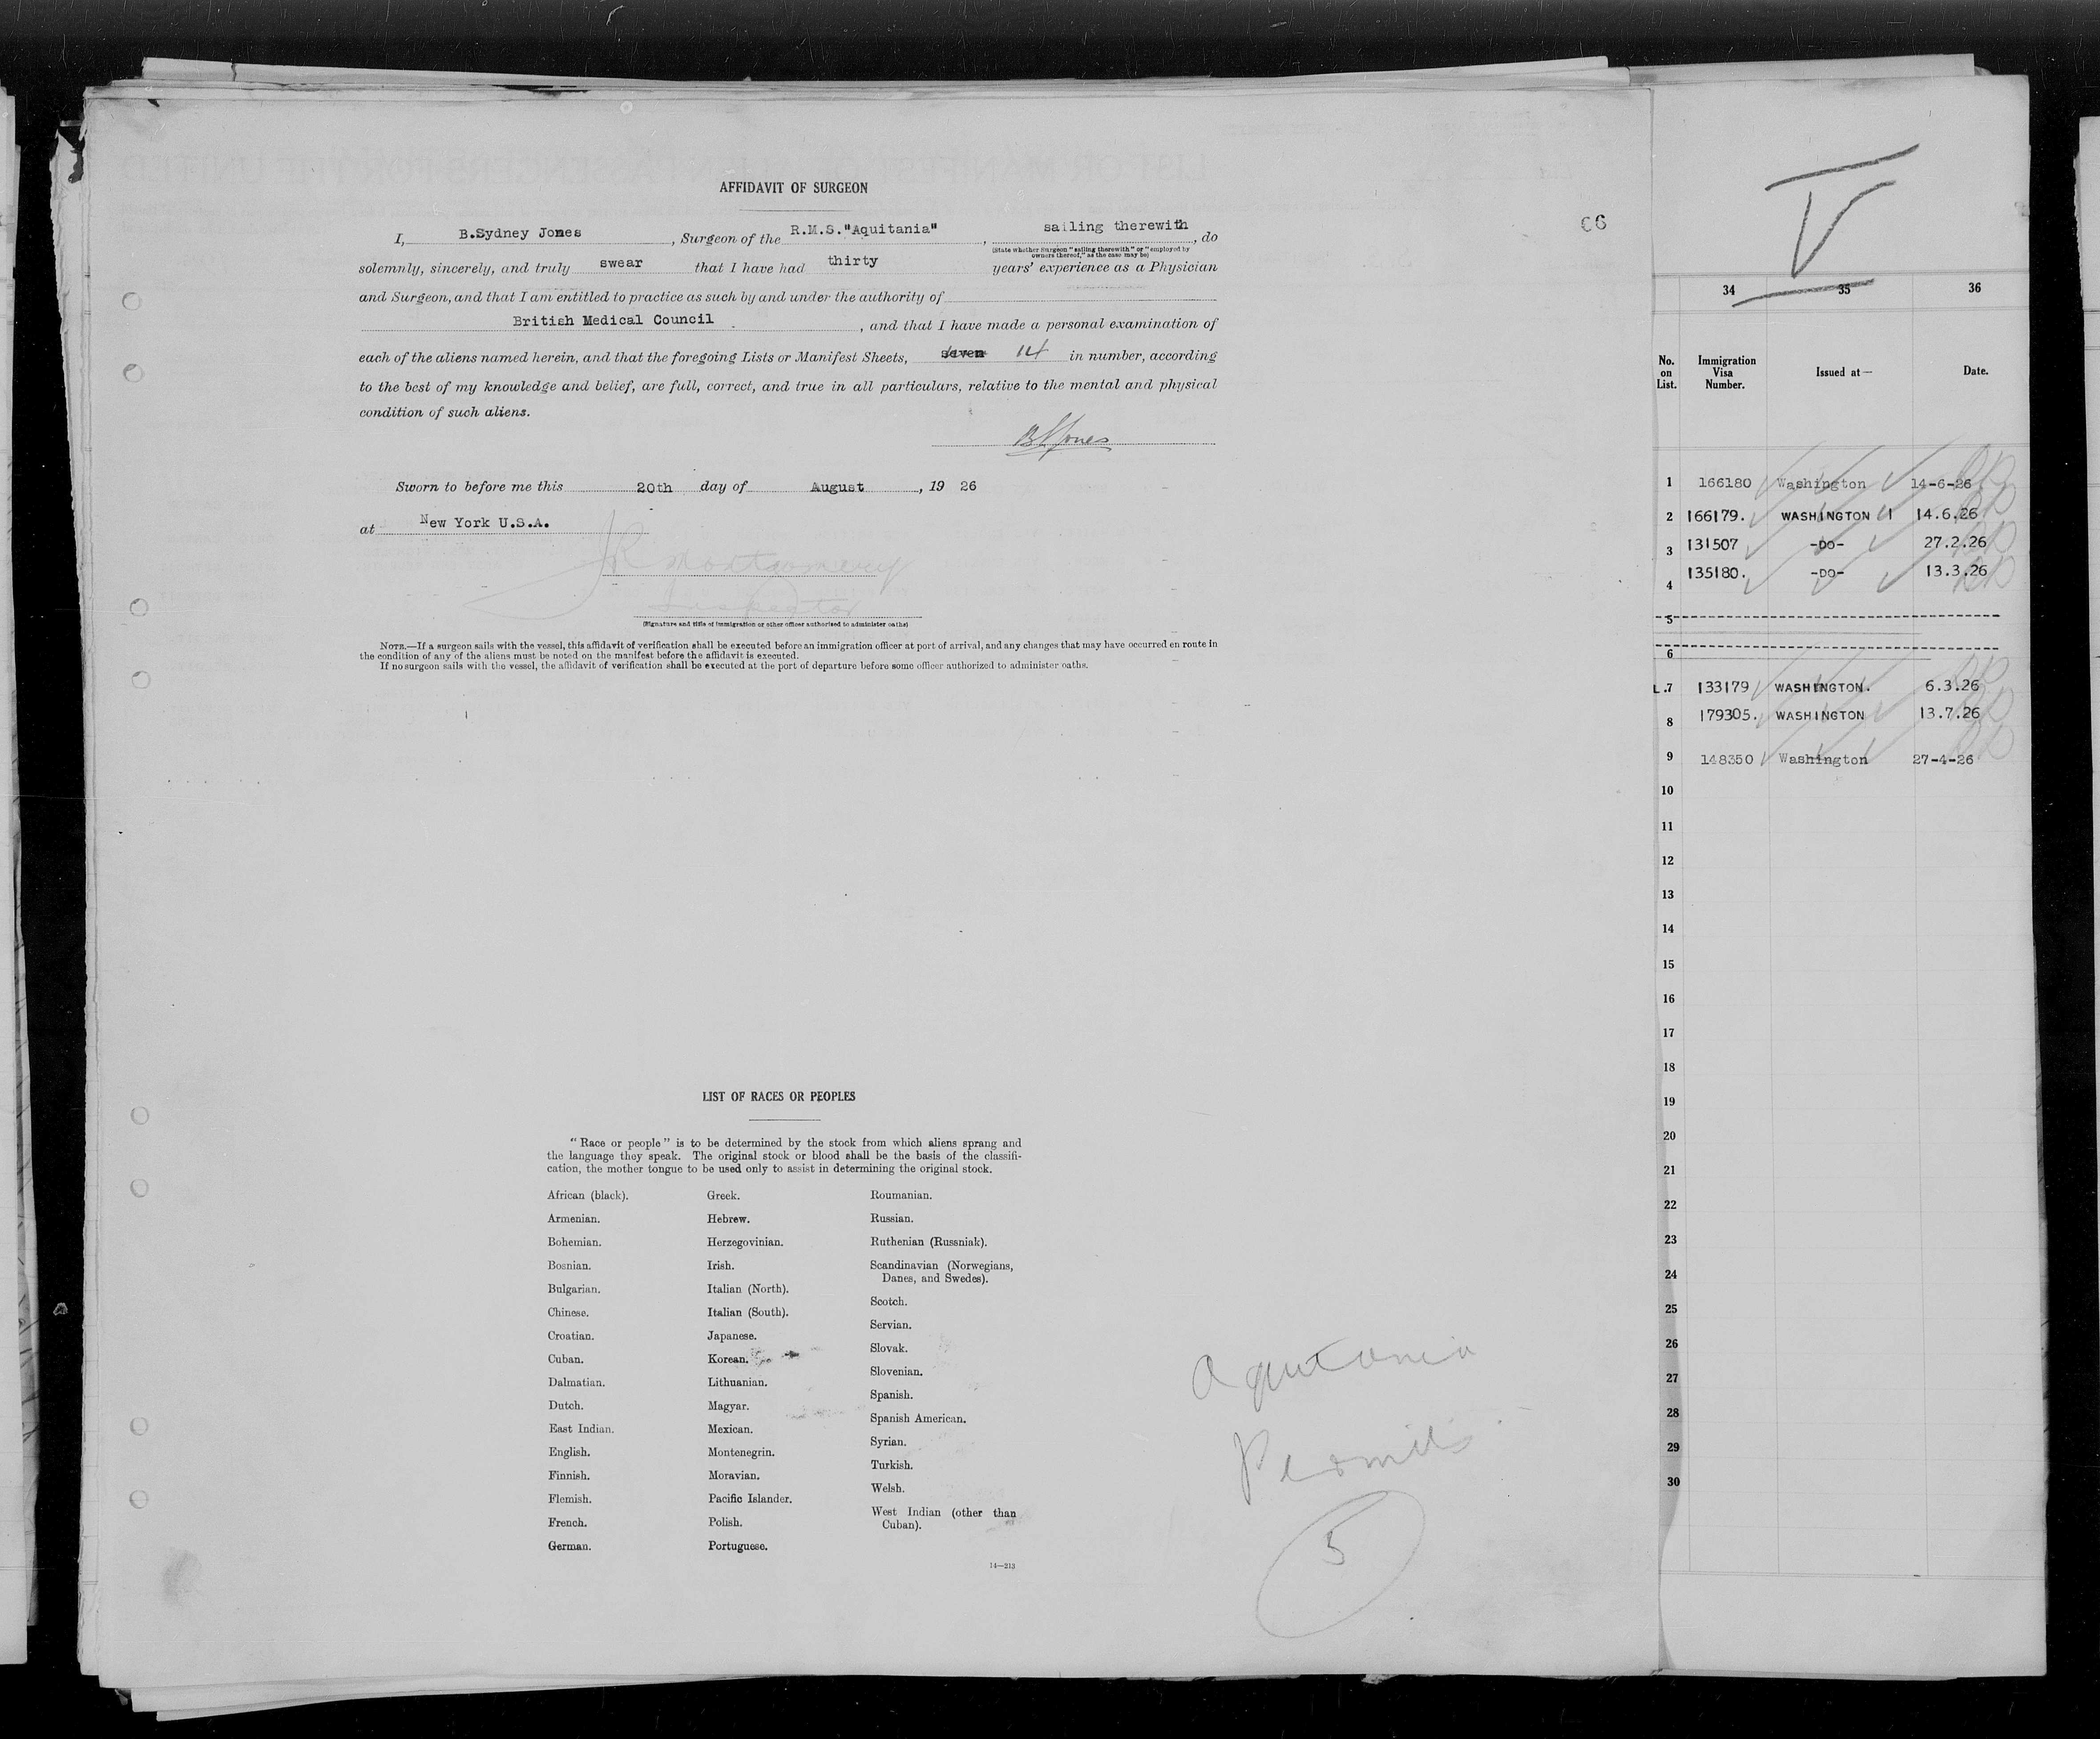 AFFIDAVIT OF SURGEON
66
I, B.Sydney Jones, Surgeon of the R.M.S."Aquitania", sailing therewith, do
(State whether Surgeon "sailing therewith" or "employed by
owners thereof," as the case may be)
solemnly, sincerely, and truly swear that I have had thirty years' experience as a Physician
and Surgeon, and that I am entitled to practice as such by and under the authority of
British Medical Council, and that I have made a personal examination of
each of the aliens named herein, and that the foregoing Lists or Manifest Sheets, seven 14 in number, according
to the best of my knowledge and belief, are full, correct, and true in all particulars, relative to the mental and physical
condition of such aliens.
BSJones
Sworn to before me this 20th day of August, 19 26
at New York U.S.A.
JR Montgomery
Inspector
(Signature and title of immigration or other officer authorised to administer oaths)
NOTE.—If a surgeon sails with the vessel, this affidavit of verification shall be executed before an immigration officer at port of arrival, and any changes that may have occurred en route in
the condition of any of the aliens must be noted on the manifest before the affidavit is executed.
If no surgeon sails with the vessel, the affidavit of verification shall be executed at the port of departure before some officer authorized to administer oaths.
LIST OF RACES OR PEOPLES
"Race or people" is to be determined by the stock from which aliens sprang and
the language they speak. The original stock or blood shall be the basis of the classifi-
cation, the mother tongue to be used only to assist in determining the original stock.
African (black).
Armenian.
Bohemian.
Bosnian.
Bulgarian.
Chinese.
Croatian.
Cuban.
Dalmatian.
Dutch.
East Indian.
English.
Finnish.
Flemish.
French.
German.
Greek.
Hebrew.
Herzegovinian.
Irish.
Italian (North).
Italian (South).
Japanese.
Korean.
Lithuanian.
Magyar.
Mexican.
Montenegrin.
Moravian.
Pacific Islander.
Polish.
Portuguese.
Roumanian.
Russian.
Ruthenian (Russniak).
Scandinavian (Norwegians,
Danes, and Swedes).
Scotch.
Servian.
Slovak.
Slovenian.
Spanish.
Spanish American.
Syrian.
Turkish.
Welsh.
West Indian (other than
Cuban).
14—213
Aquitania
Permits
5
V
34 35 36
No.
on
List.
Immigration
Visa
Number.
Issued at—
Date.
1 166180 Washington 14-6-26
2 166179. WASHINGTON 14.6.26
3 131507 -DO- 27.2.26
4 135180. -DO- 13.3.26
5
6
L.7 133179 WASHINGTON. 6.3.26
8 179305. WASHINGTON 13.7.26
9 148350 Washington 27-4-26
10
11
12
13
14
15
16
17
18
19
20
21
22
23
24
25
26
27
28
29
30